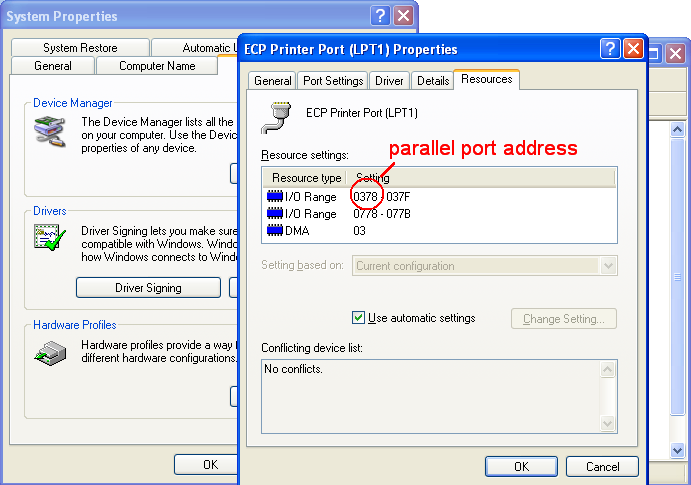 System Properties
System Restore
Automatic U
General
Computer Name
Device Manager
The Device Manager lists all the
on your computer. Use the Devic
properties of any device.
Drivers
Driver Signing lets you make sure
compatible with Windows. Window
how Windows connects to Windo
Driver Signing
Hardware Profiles
Hardware profiles provide a way f
different hardware configurations.
OK
ECP Printer Port (LPT1) Properties
General
Port Settings
Driver
Details
Resources
ECP Printer Port (LPT1)
parallel port address
Resource settings:
Resource type Setting
I/O Range 0378 - 037F
I/O Range 0778 - 077B
DMA 03
Setting based on: Current configuration
Use automatic settings
Change Setting...
Conflicting device list:
No conflicts.
OK
Cancel